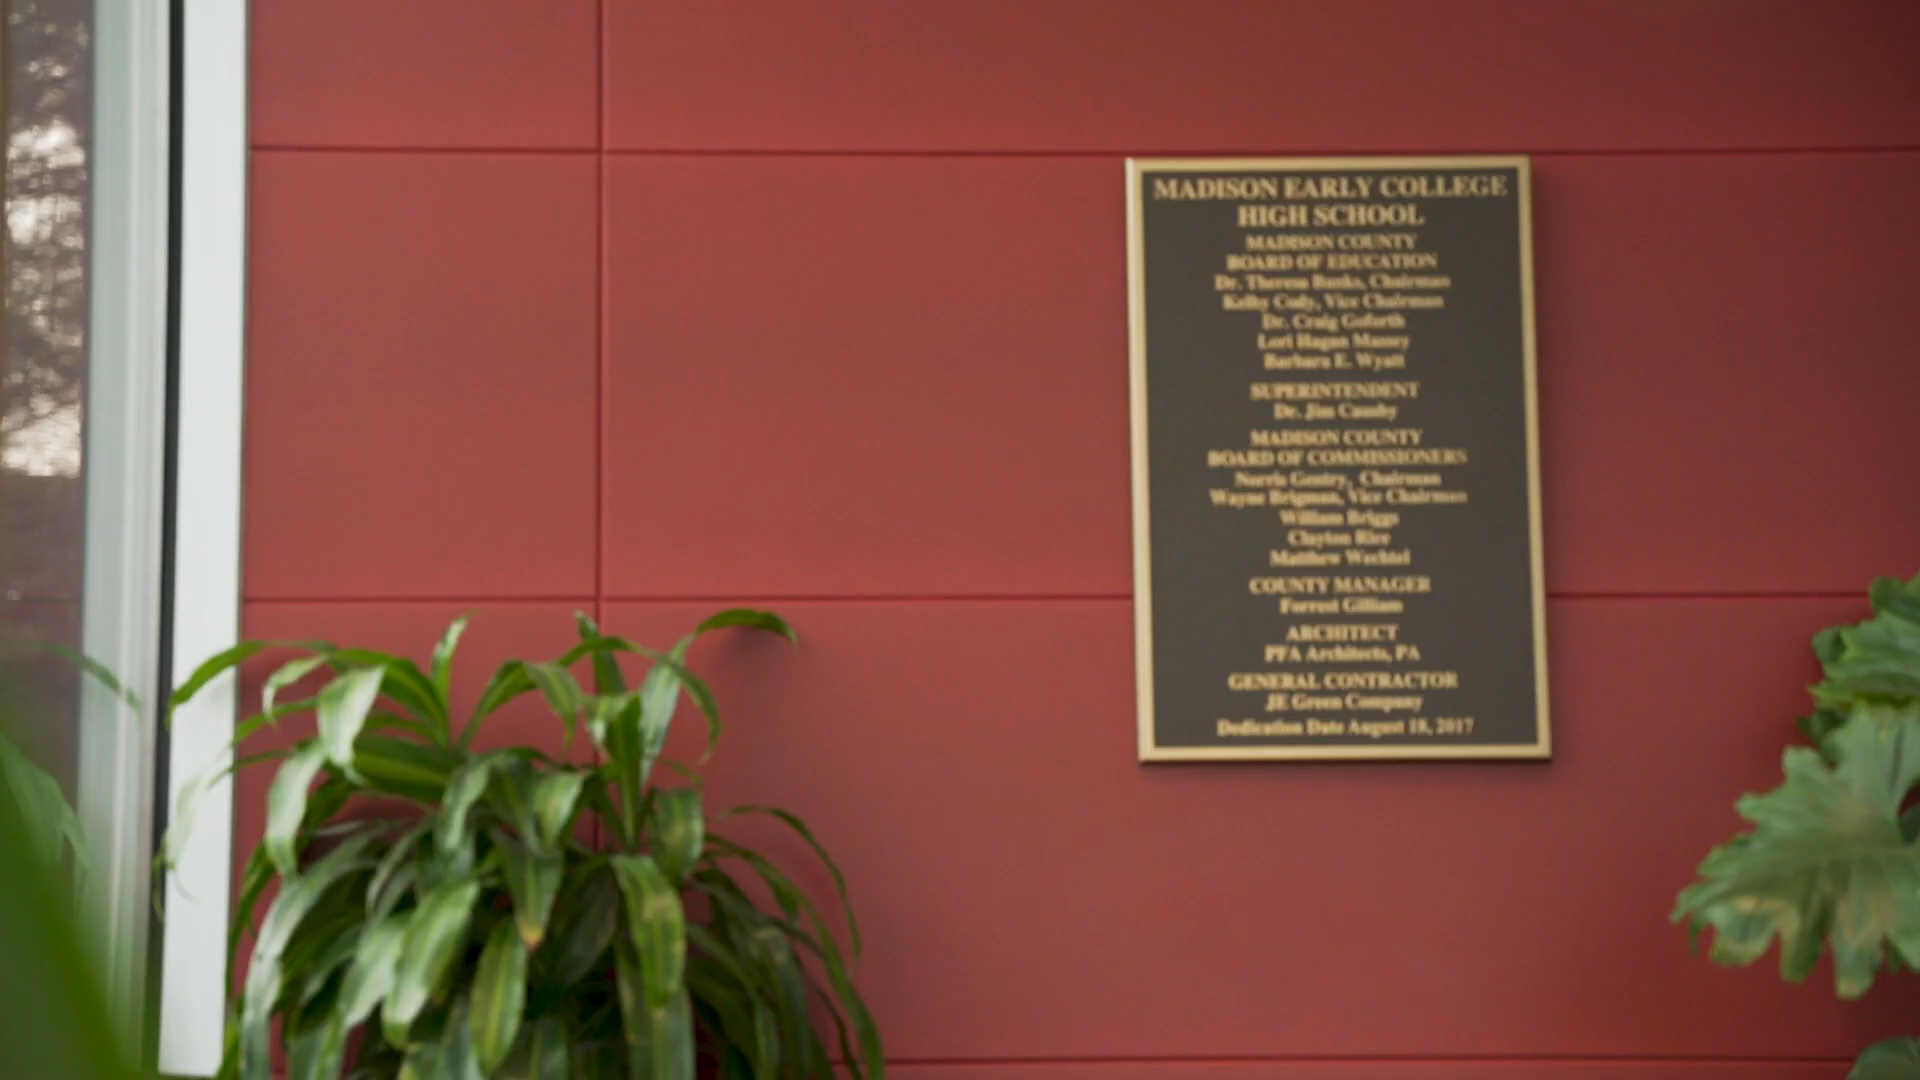 MADISON EARLY COLLEGE
HIGH SCHOOL
MADISON COUNTY
BOARD OF EDUCATION
Dr. Theresa Banks, Chairman
Kelby Cody, Vice Chairman
Dr. Craig Goforth
Lori Hagan Massey
Barbara E. Wyatt
SUPERINTENDENT
Dr. Jim Causby
MADISON COUNTY
BOARD OF COMMISSIONERS
Norris Gentry, Chairman
Wayne Brigman, Vice Chairman
William Briggs
Clayton Rice
Matthew Wechtel
COUNTY MANAGER
Forrest Gilliam
ARCHITECT
PFA Architects, PA
GENERAL CONTRACTOR
JE Green Company
Dedication Date August 18, 2017